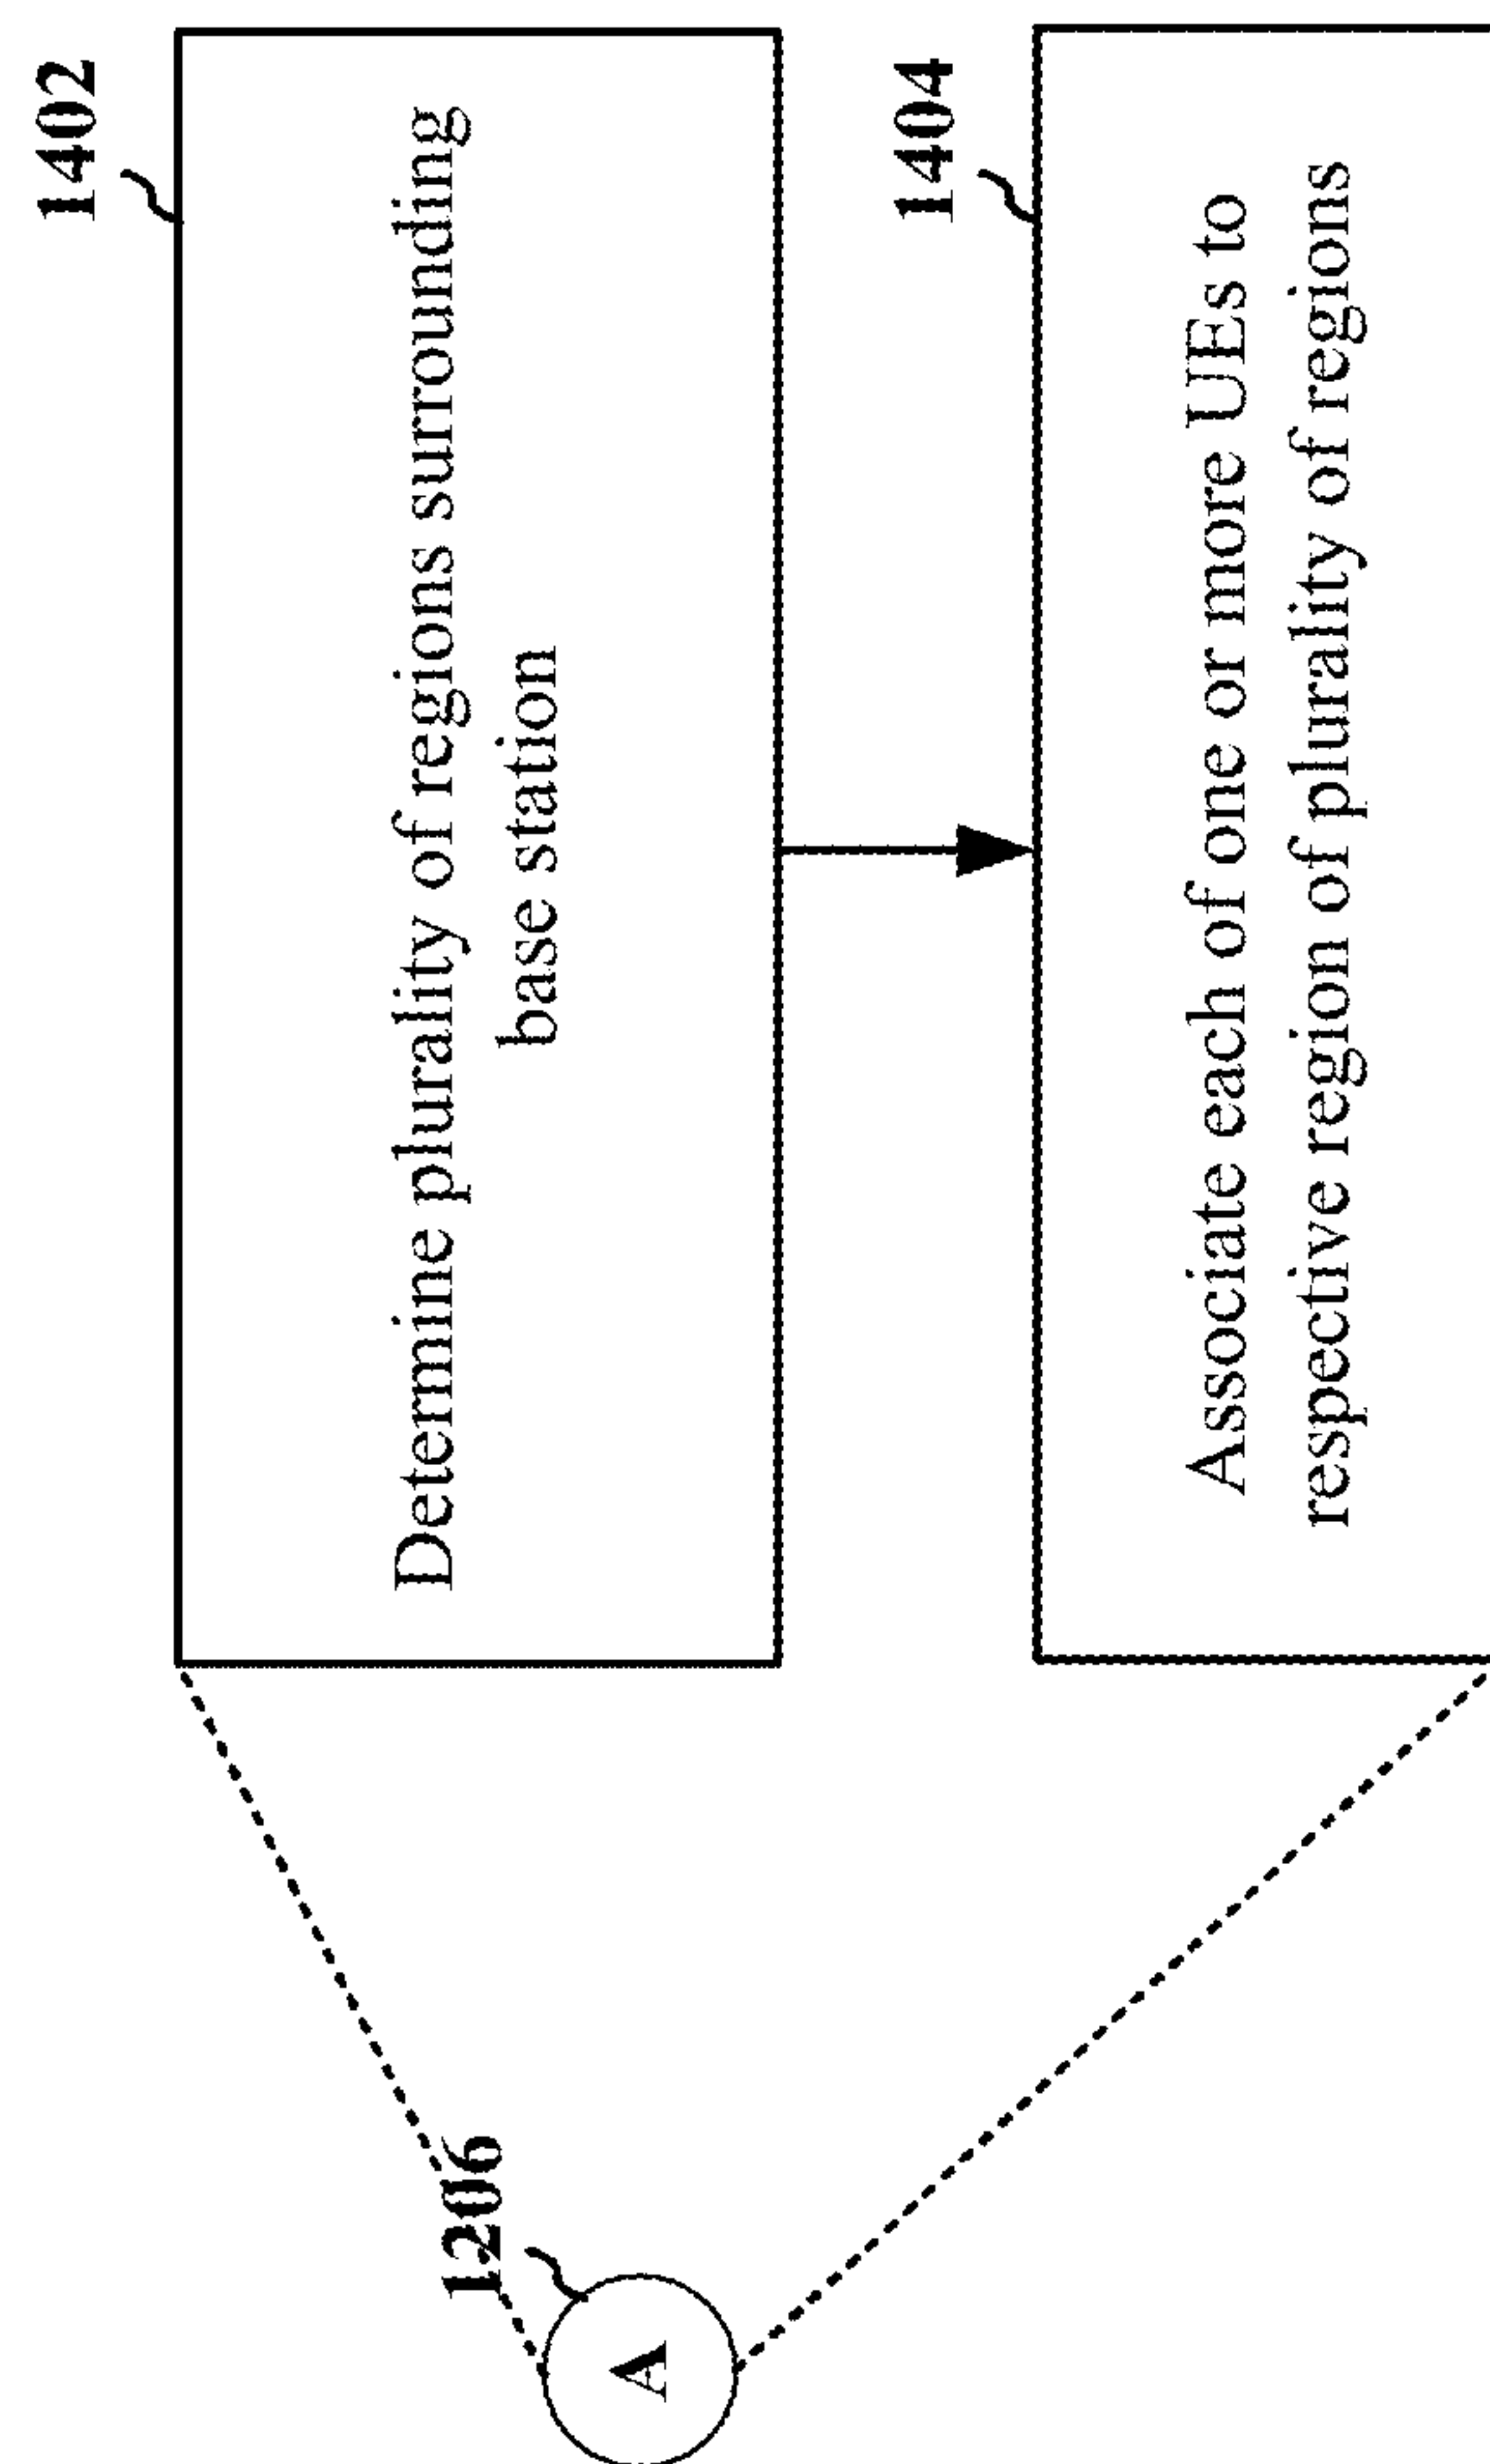 1402
Determine plurality of regions surrounding
base station
1404
Associate each of one or more UEs to
respective region of plurality of regions
1206
A